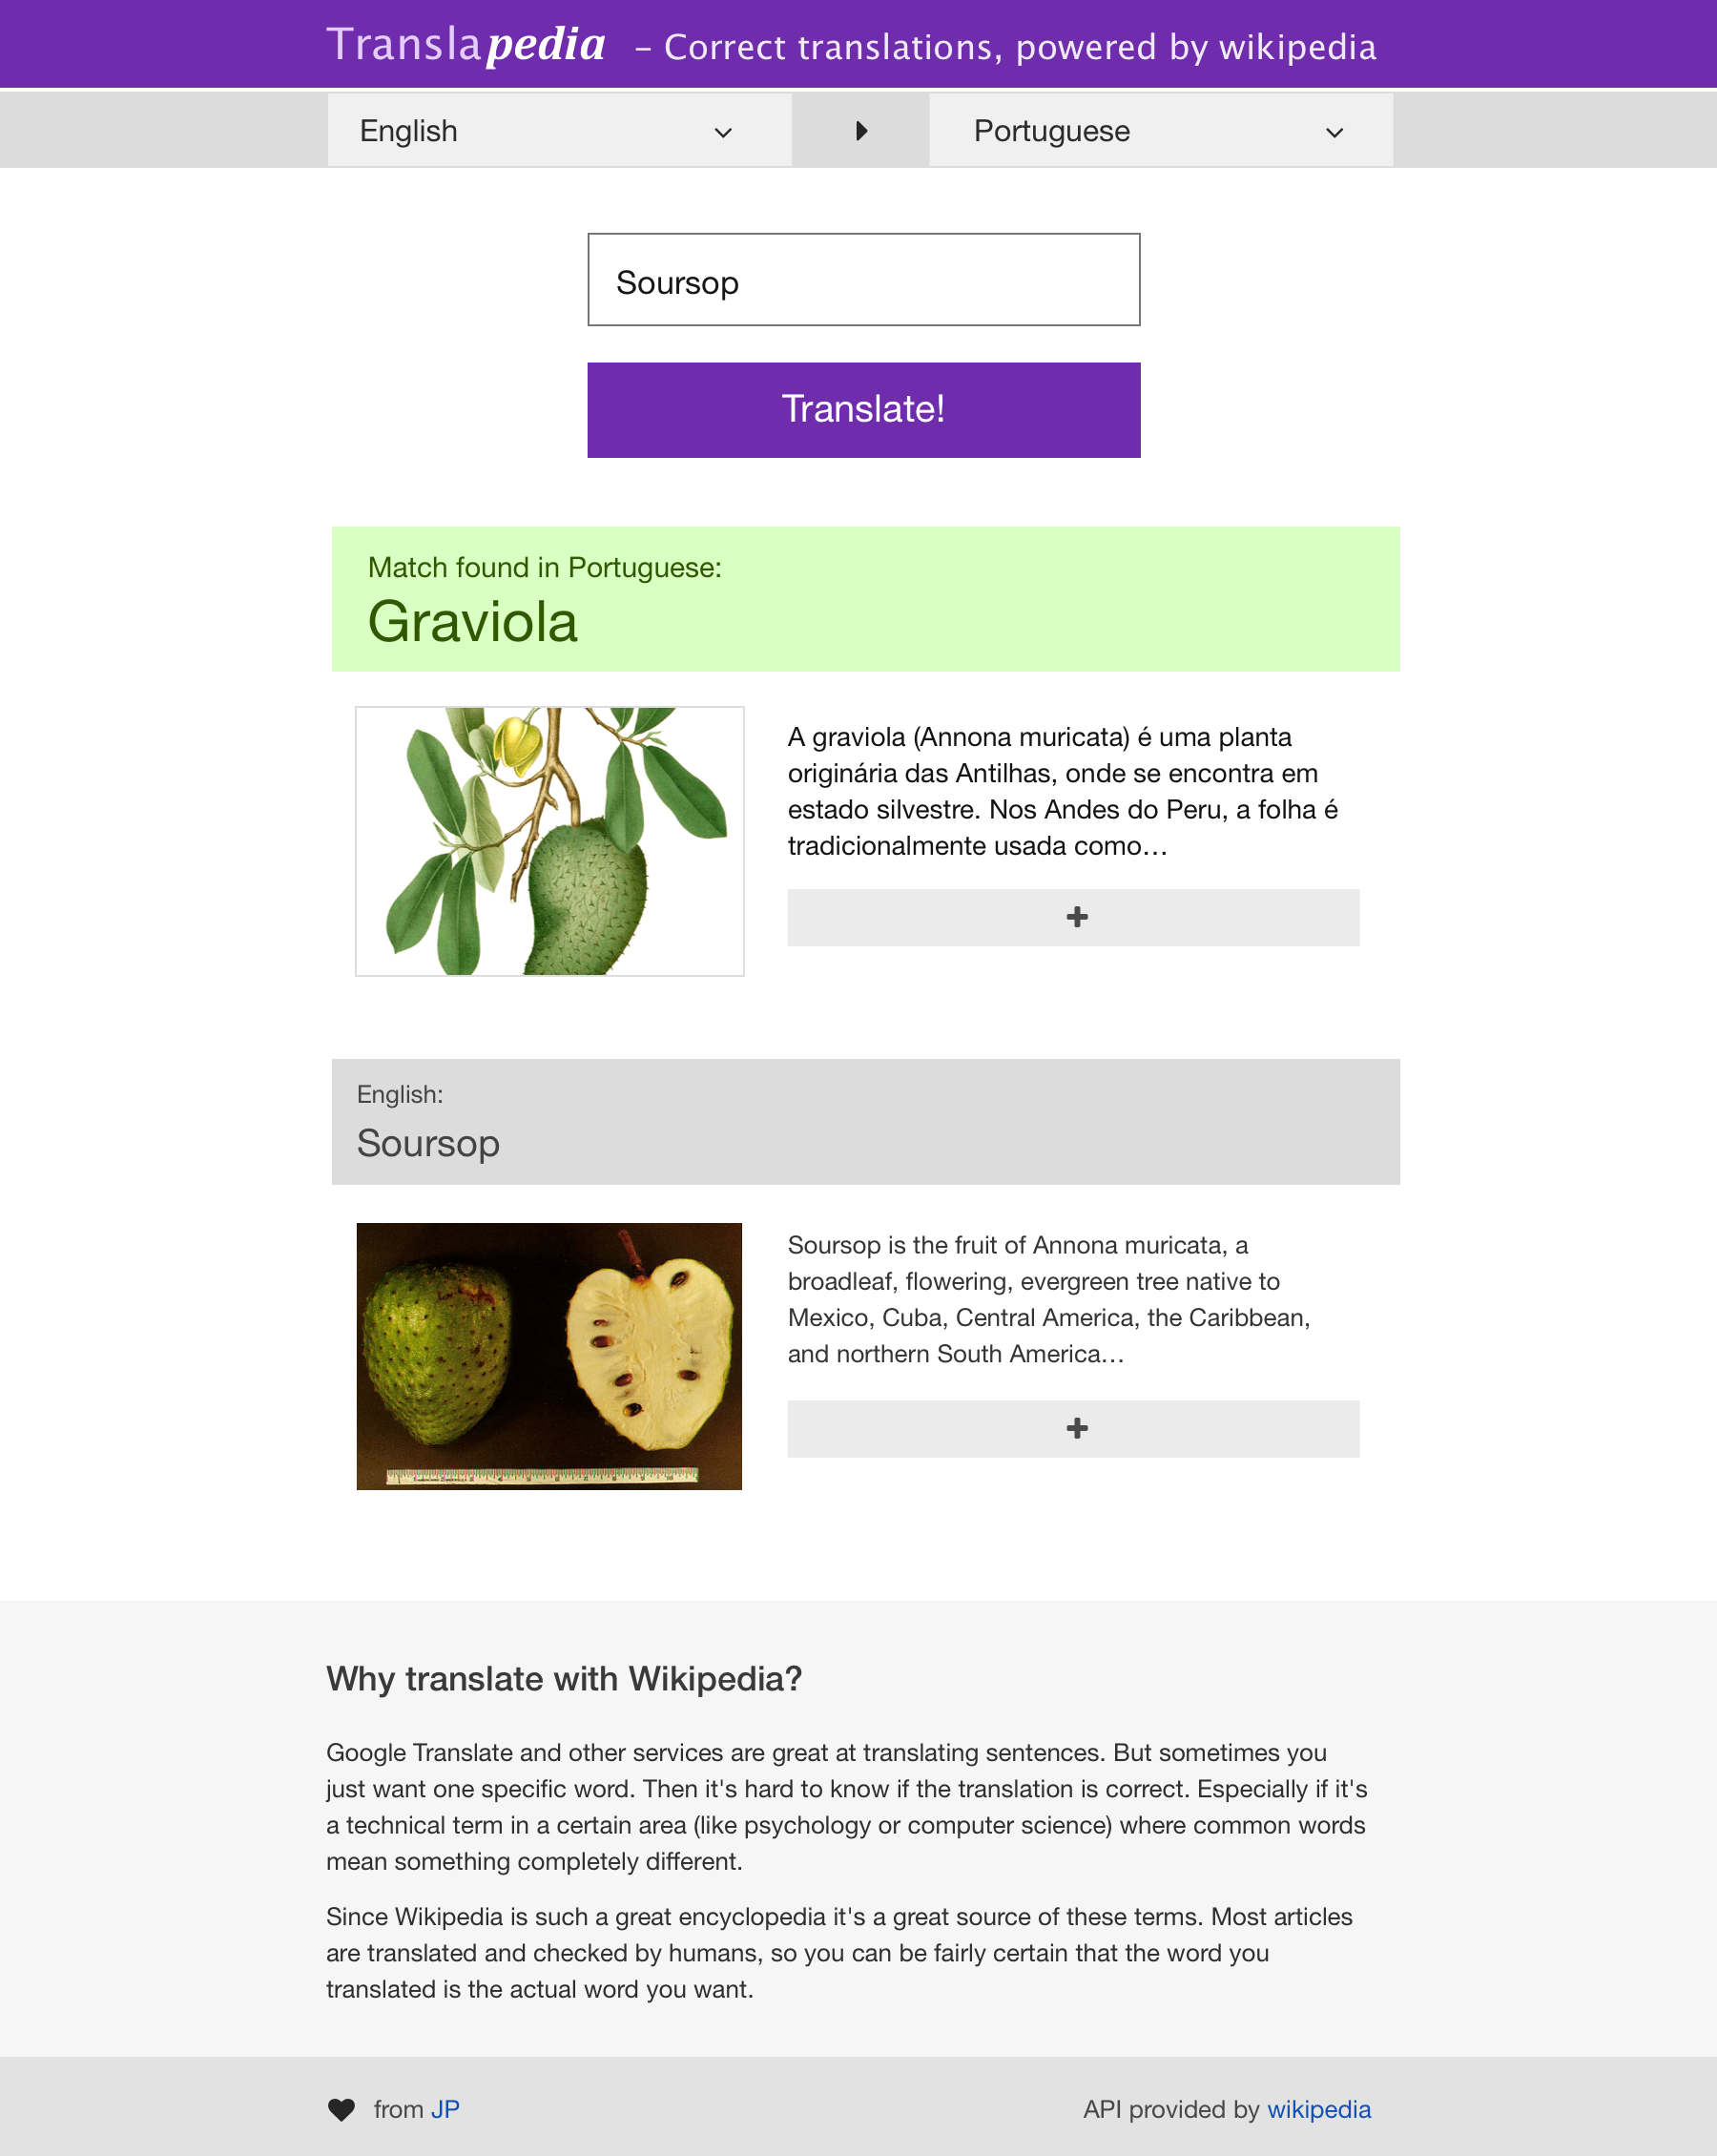 Translapedia – Correct translations, powered by wikipedia
English
Portuguese
Soursop
Translate!
Match found in Portuguese:
Graviola
A graviola (Annona muricata) é uma planta
originária das Antilhas, onde se encontra em
estado silvestre. Nos Andes do Peru, a folha é
tradicionalmente usada como…
+
English:
Soursop
Soursop is the fruit of Annona muricata, a
broadleaf, flowering, evergreen tree native to
Mexico, Cuba, Central America, the Caribbean,
and northern South America…
+
Why translate with Wikipedia?
Google Translate and other services are great at translating sentences. But sometimes you
just want one specific word. Then it's hard to know if the translation is correct. Especially if it's
a technical term in a certain area (like psychology or computer science) where common words
mean something completely different.
Since Wikipedia is such a great encyclopedia it's a great source of these terms. Most articles
are translated and checked by humans, so you can be fairly certain that the word you
translated is the actual word you want.
from JP
API provided by wikipedia